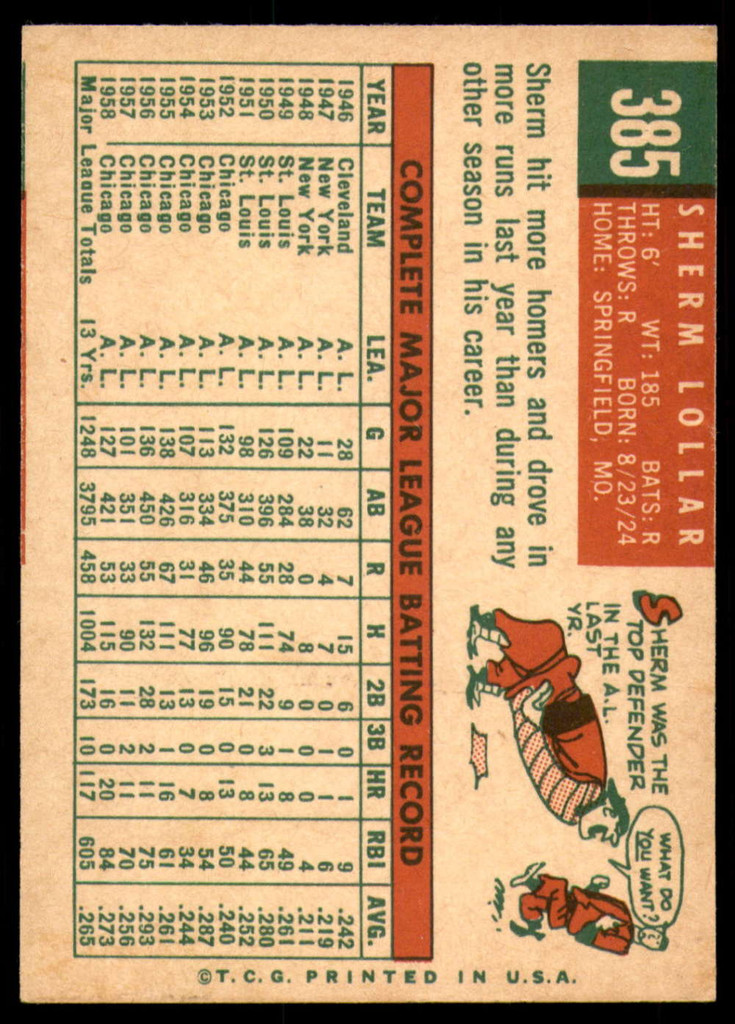 385
SHERM LOLLAR
HT: 6' WT: 185 BATS: R
THROWS: R BORN: 8/23/24
HOME: SPRINGFIELD, MO.
Sherm hit more homers and drove in
more runs last year than during any
other season in his career.
SHERM WAS THE
TOP DEFENDER
IN THE A.L.
LAST
YR.
WHAT DO
YOU WANT?
COMPLETE MAJOR LEAGUE BATTING RECORD
YEAR TEAM LEA. G AB R H 2B 3B HR RBI AVG.
1946 Cleveland A. L. 28 62 7 15 6 0 1 9 .242
1947 New York A. L. 11 32 4 7 0 1 1 6 .219
1948 New York A. L. 22 38 0 8 0 0 0 4 .211
1949 St. Louis A. L. 109 284 28 74 9 1 8 49 .261
1950 St. Louis A. L. 126 396 55 111 22 3 13 65 .280
1951 St. Louis A. L. 98 310 44 78 21 0 8 44 .252
1952 Chicago A. L. 132 375 35 90 15 0 13 50 .240
1953 Chicago A. L. 113 334 46 96 19 0 8 54 .287
1954 Chicago A. L. 107 316 31 77 13 0 7 34 .244
1955 Chicago A. L. 138 426 67 111 13 1 16 61 .261
1956 Chicago A. L. 136 450 55 132 28 2 11 75 .293
1957 Chicago A. L. 101 351 33 90 11 2 11 70 .256
1958 Chicago A. L. 127 421 53 115 16 0 20 84 .273
Major League Totals 13 Yrs. 1248 3795 458 1004 173 10 117 605 .265
©T.C.G. PRINTED IN U.S.A.